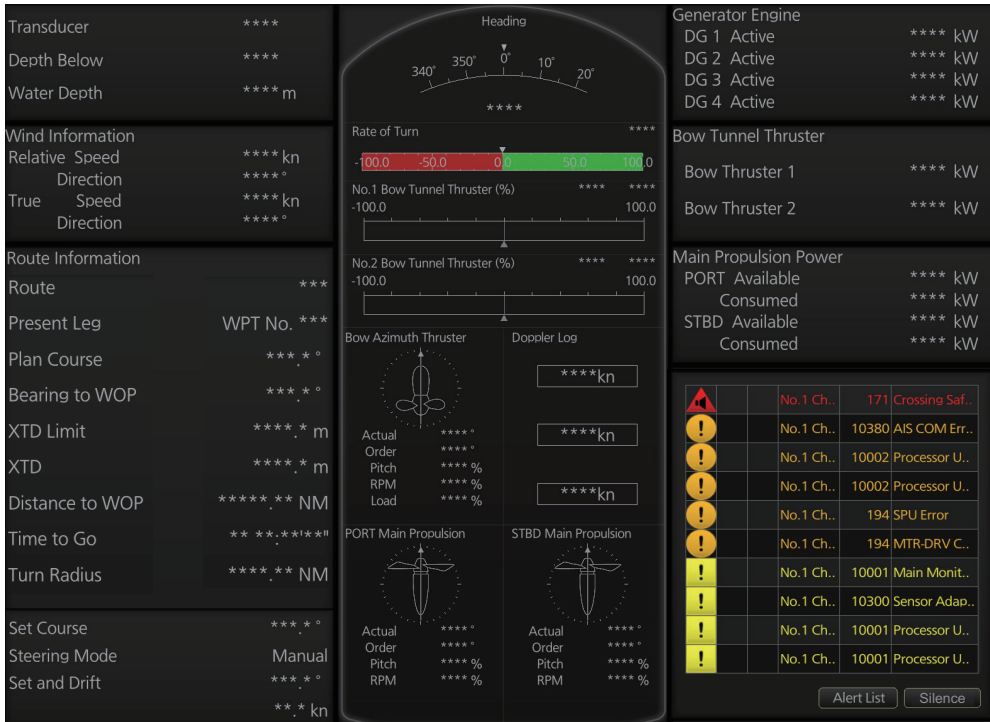 Transducer ****
Depth Below ****
Water Depth **** m
Wind Information
Relative Speed **** kn
Direction **** °
True Speed **** kn
Direction **** °
Route Information
Route ***
Present Leg WPT No. ***
Plan Course ***.* °
Bearing to WOP ***.* °
XTD Limit ****.* m
XTD ****.* m
Distance to WOP *****.** NM
Time to Go ** **:**'**"
Turn Radius ****.** NM
Set Course ***.* °
Steering Mode Manual
Set and Drift ***.* °
**.* kn
Heading
340° 350° 0° 10° 20°
****
Rate of Turn ****
-100.0 -50.0 0.0 50.0 100.0
No.1 Bow Tunnel Thruster (%) **** ****
-100.0 100.0
No.2 Bow Tunnel Thruster (%) **** ****
-100.0 100.0
Bow Azimuth Thruster
Actual **** °
Order **** °
Pitch **** %
RPM **** %
Load **** %
Doppler Log
****kn
****kn
****kn
PORT Main Propulsion
Actual **** °
Order **** °
Pitch **** %
RPM **** %
STBD Main Propulsion
Actual **** °
Order **** °
Pitch **** %
RPM **** %
Generator Engine
DG 1 Active **** kW
DG 2 Active **** kW
DG 3 Active **** kW
DG 4 Active **** kW
Bow Tunnel Thruster
Bow Thruster 1 **** kW
Bow Thruster 2 **** kW
Main Propulsion Power
PORT Available **** kW
Consumed **** kW
STBD Available **** kW
Consumed **** kW
No.1 Ch.. 171 Crossing Saf..
! No.1 Ch.. 10380 AIS COM Err..
! No.1 Ch.. 10002 Processor U..
! No.1 Ch.. 10002 Processor U..
! No.1 Ch.. 194 SPU Error
! No.1 Ch.. 194 MTR-DRV C..
! No.1 Ch.. 10001 Main Monit..
! No.1 Ch.. 10300 Sensor Adap..
! No.1 Ch.. 10001 Processor U..
! No.1 Ch.. 10001 Processor U..
Alert List Silence